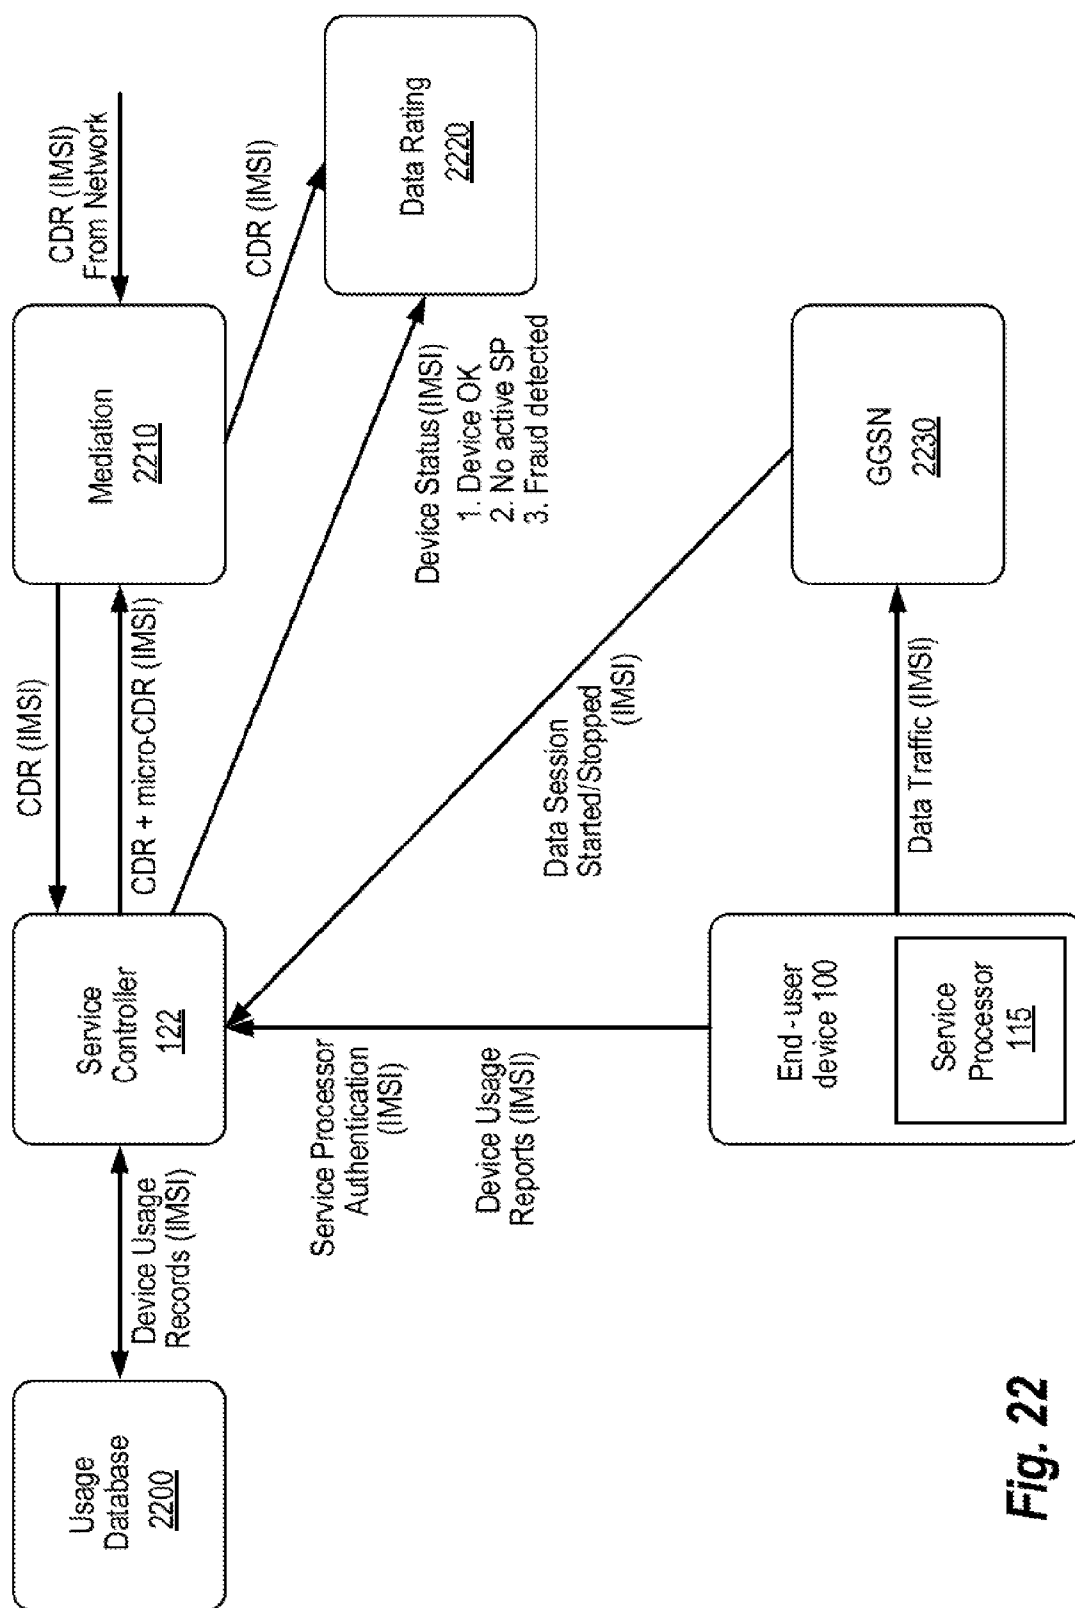 Usage
Database
2200
Device Usage
Records (IMSI)
Service
Controller
122
CDR (IMSI)
CDR + micro-CDR (IMSI)
Mediation
2210
CDR (IMSI)
From Network
CDR (IMSI)
Data Rating
2220
Device Status(IMSI)
1. Device OK
2. No active SP
3. Fraud detected
Service Processor
Authentication
(IMSI)
Device Usage
Reports (IMSI)
Data Session
Started/Stopped
(IMSI)
End - user
device 100
Service
Processor
115
Data Traffic (IMSI)
GGSN
2230
Fig. 22